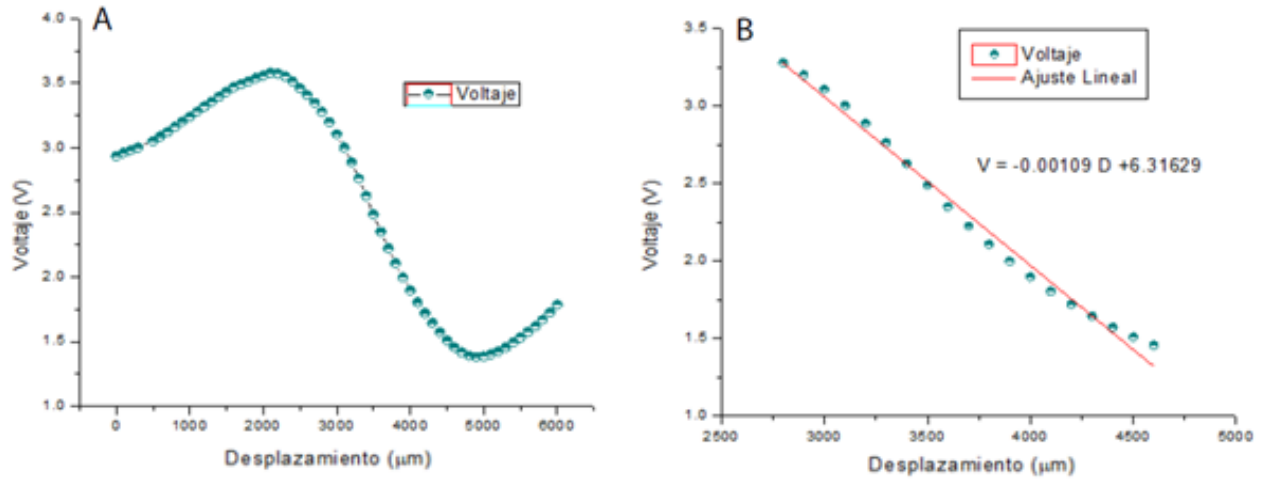 A
4.0
3.5
3.0
2.5
2.0
1.5
1.0
Voltaje (V)
Voltaje
0 1000 2000 3000 4000 5000 6000
Desplazamiento (μm)
B
3.5
3.0
2.5
2.0
1.5
1.0
Voltaje (V)
Voltaje
Ajuste Lineal
V = -0.00109 D +6.31629
2500 3000 3500 4000 4500 5000
Desplazamiento (μm)